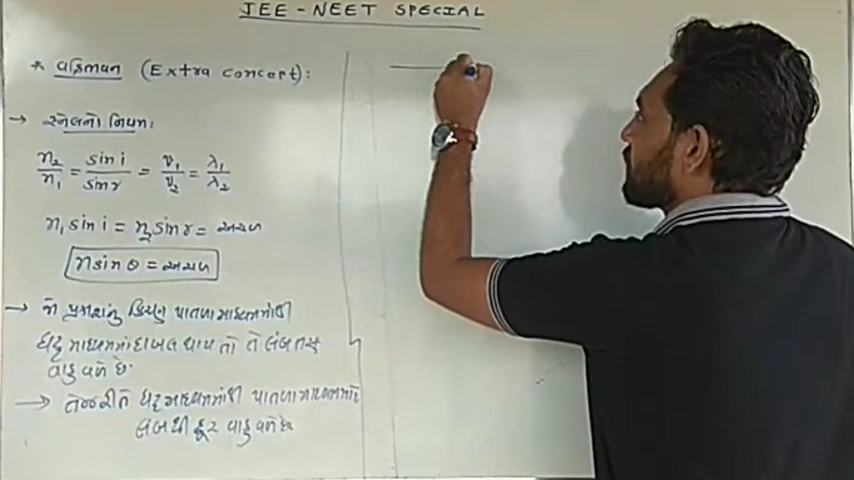 JEE-NEET SPECIAL
* વક્રિભવન (Extra concept):
→ સ્નેલનો નિયમ:
n₂/n₁ = sin i/sin r = v₁/v₂ = λ₁/λ₂
n₁ sin i = n₂ sin r = અચળ
n sin θ = અચળ
→ જો પ્રકાશનું કિરણ પાતળા માધ્યમમાંથી
ઘટ્ટ માધ્યમમાં દાખલ થાય તો તે લંબ તરફ
વાંકુ વળે છે.
→ તેજ રીતે ઘટ્ટ માધ્યમમાંથી પાતળા માધ્યમમાં
લંબથી દૂર વાંકુ વળે છે